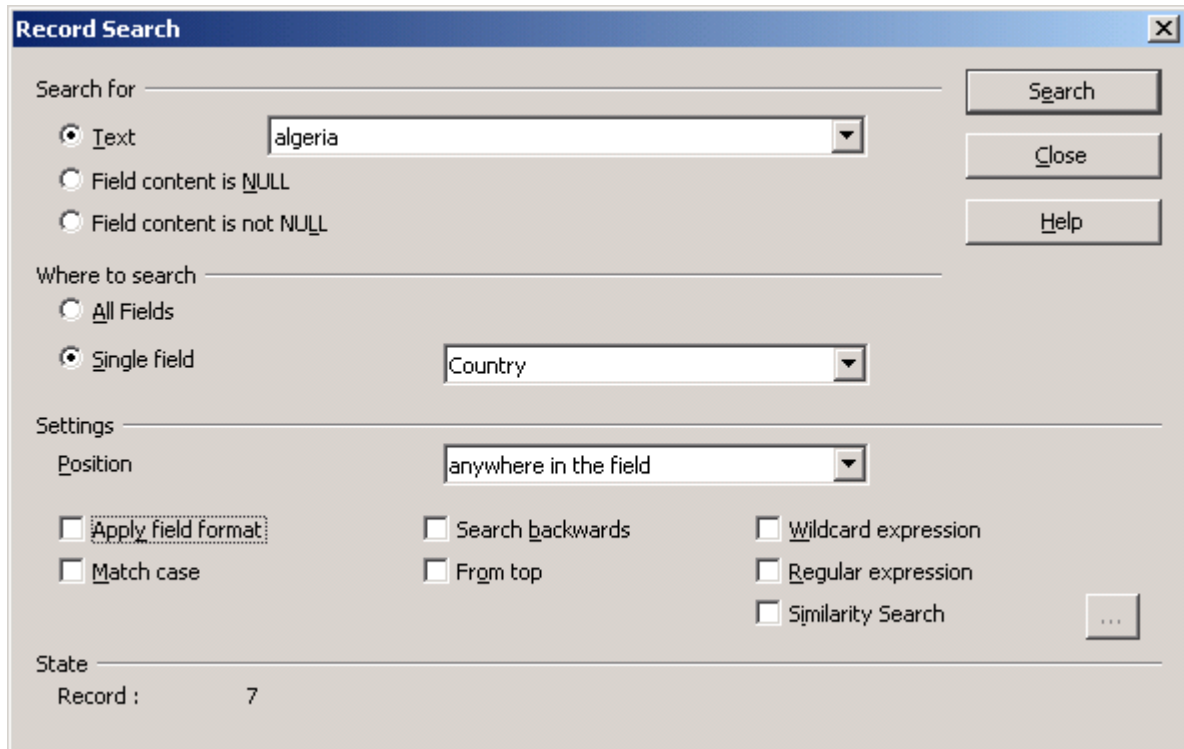 Record Search
Search for
Search
Text algeria
Close
Field content is NULL
Field content is not NULL
Help
Where to search
All Fields
Single field Country
Settings
Position anywhere in the field
Apply field format Search backwards Wildcard expression
Match case From top Regular expression
Similarity Search ...
State
Record : 7